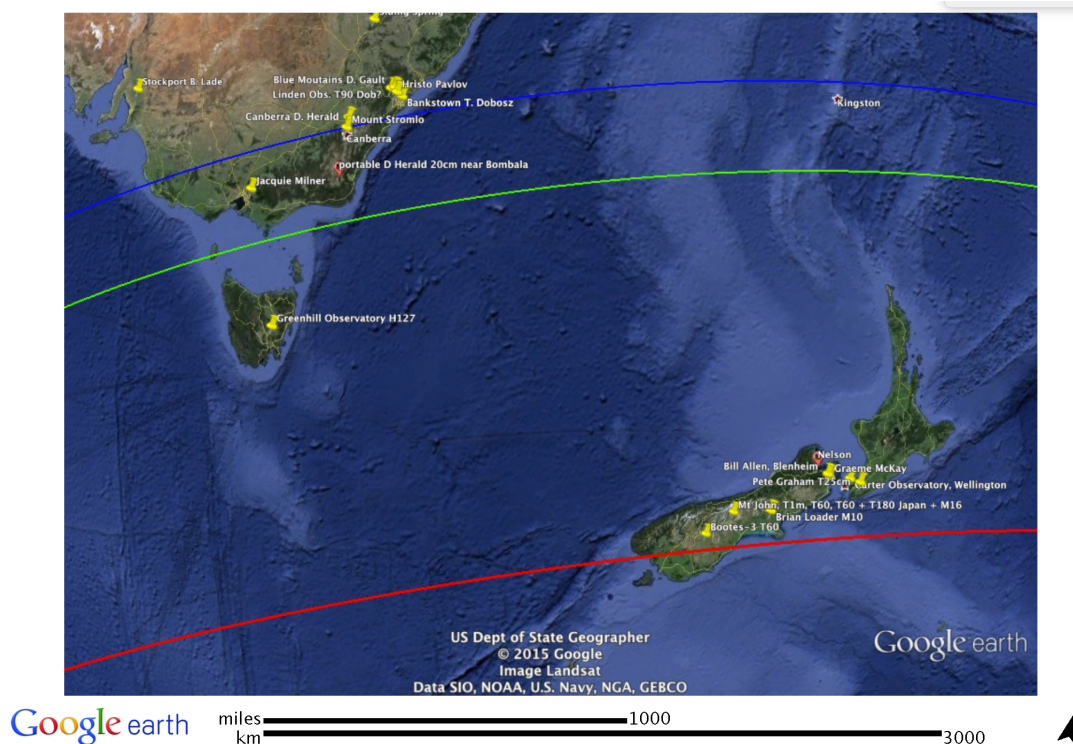 Siding Spring
Stockport B. Lade
Blue Moutains D. Gault
Hristo Pavlov
Linden Obs. T90 Dob?
Bankstown T. Dobosz
Kingston
Canberra D. Herald
Mount Stromlo
Canberra
portable D Herald 20cm near Bombala
Jacquie Milner
Greenhill Observatory H127
Nelson
Bill Allen, Blenheim
Graeme McKay
Pete Graham T25cm
Carter Observatory, Wellington
Mt John, T1m, T60, T60 + T180 Japan + M16
Brian Loader M10
Bootes-3 T60
US Dept of State Geographer
© 2015 Google
Image Landsat
Data SIO, NOAA, U.S. Navy, NGA, GEBCO
Google earth
Google earth
miles 1000
km 3000